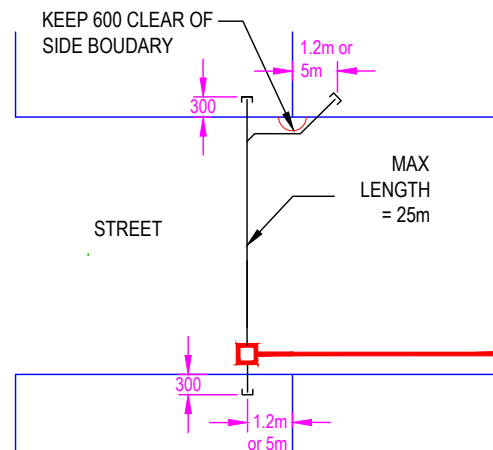 KEEP 600 CLEAR OF
SIDE BOUDARY
1.2m or
5m
300
MAX
LENGTH
= 25m
STREET
300
1.2m
or 5m